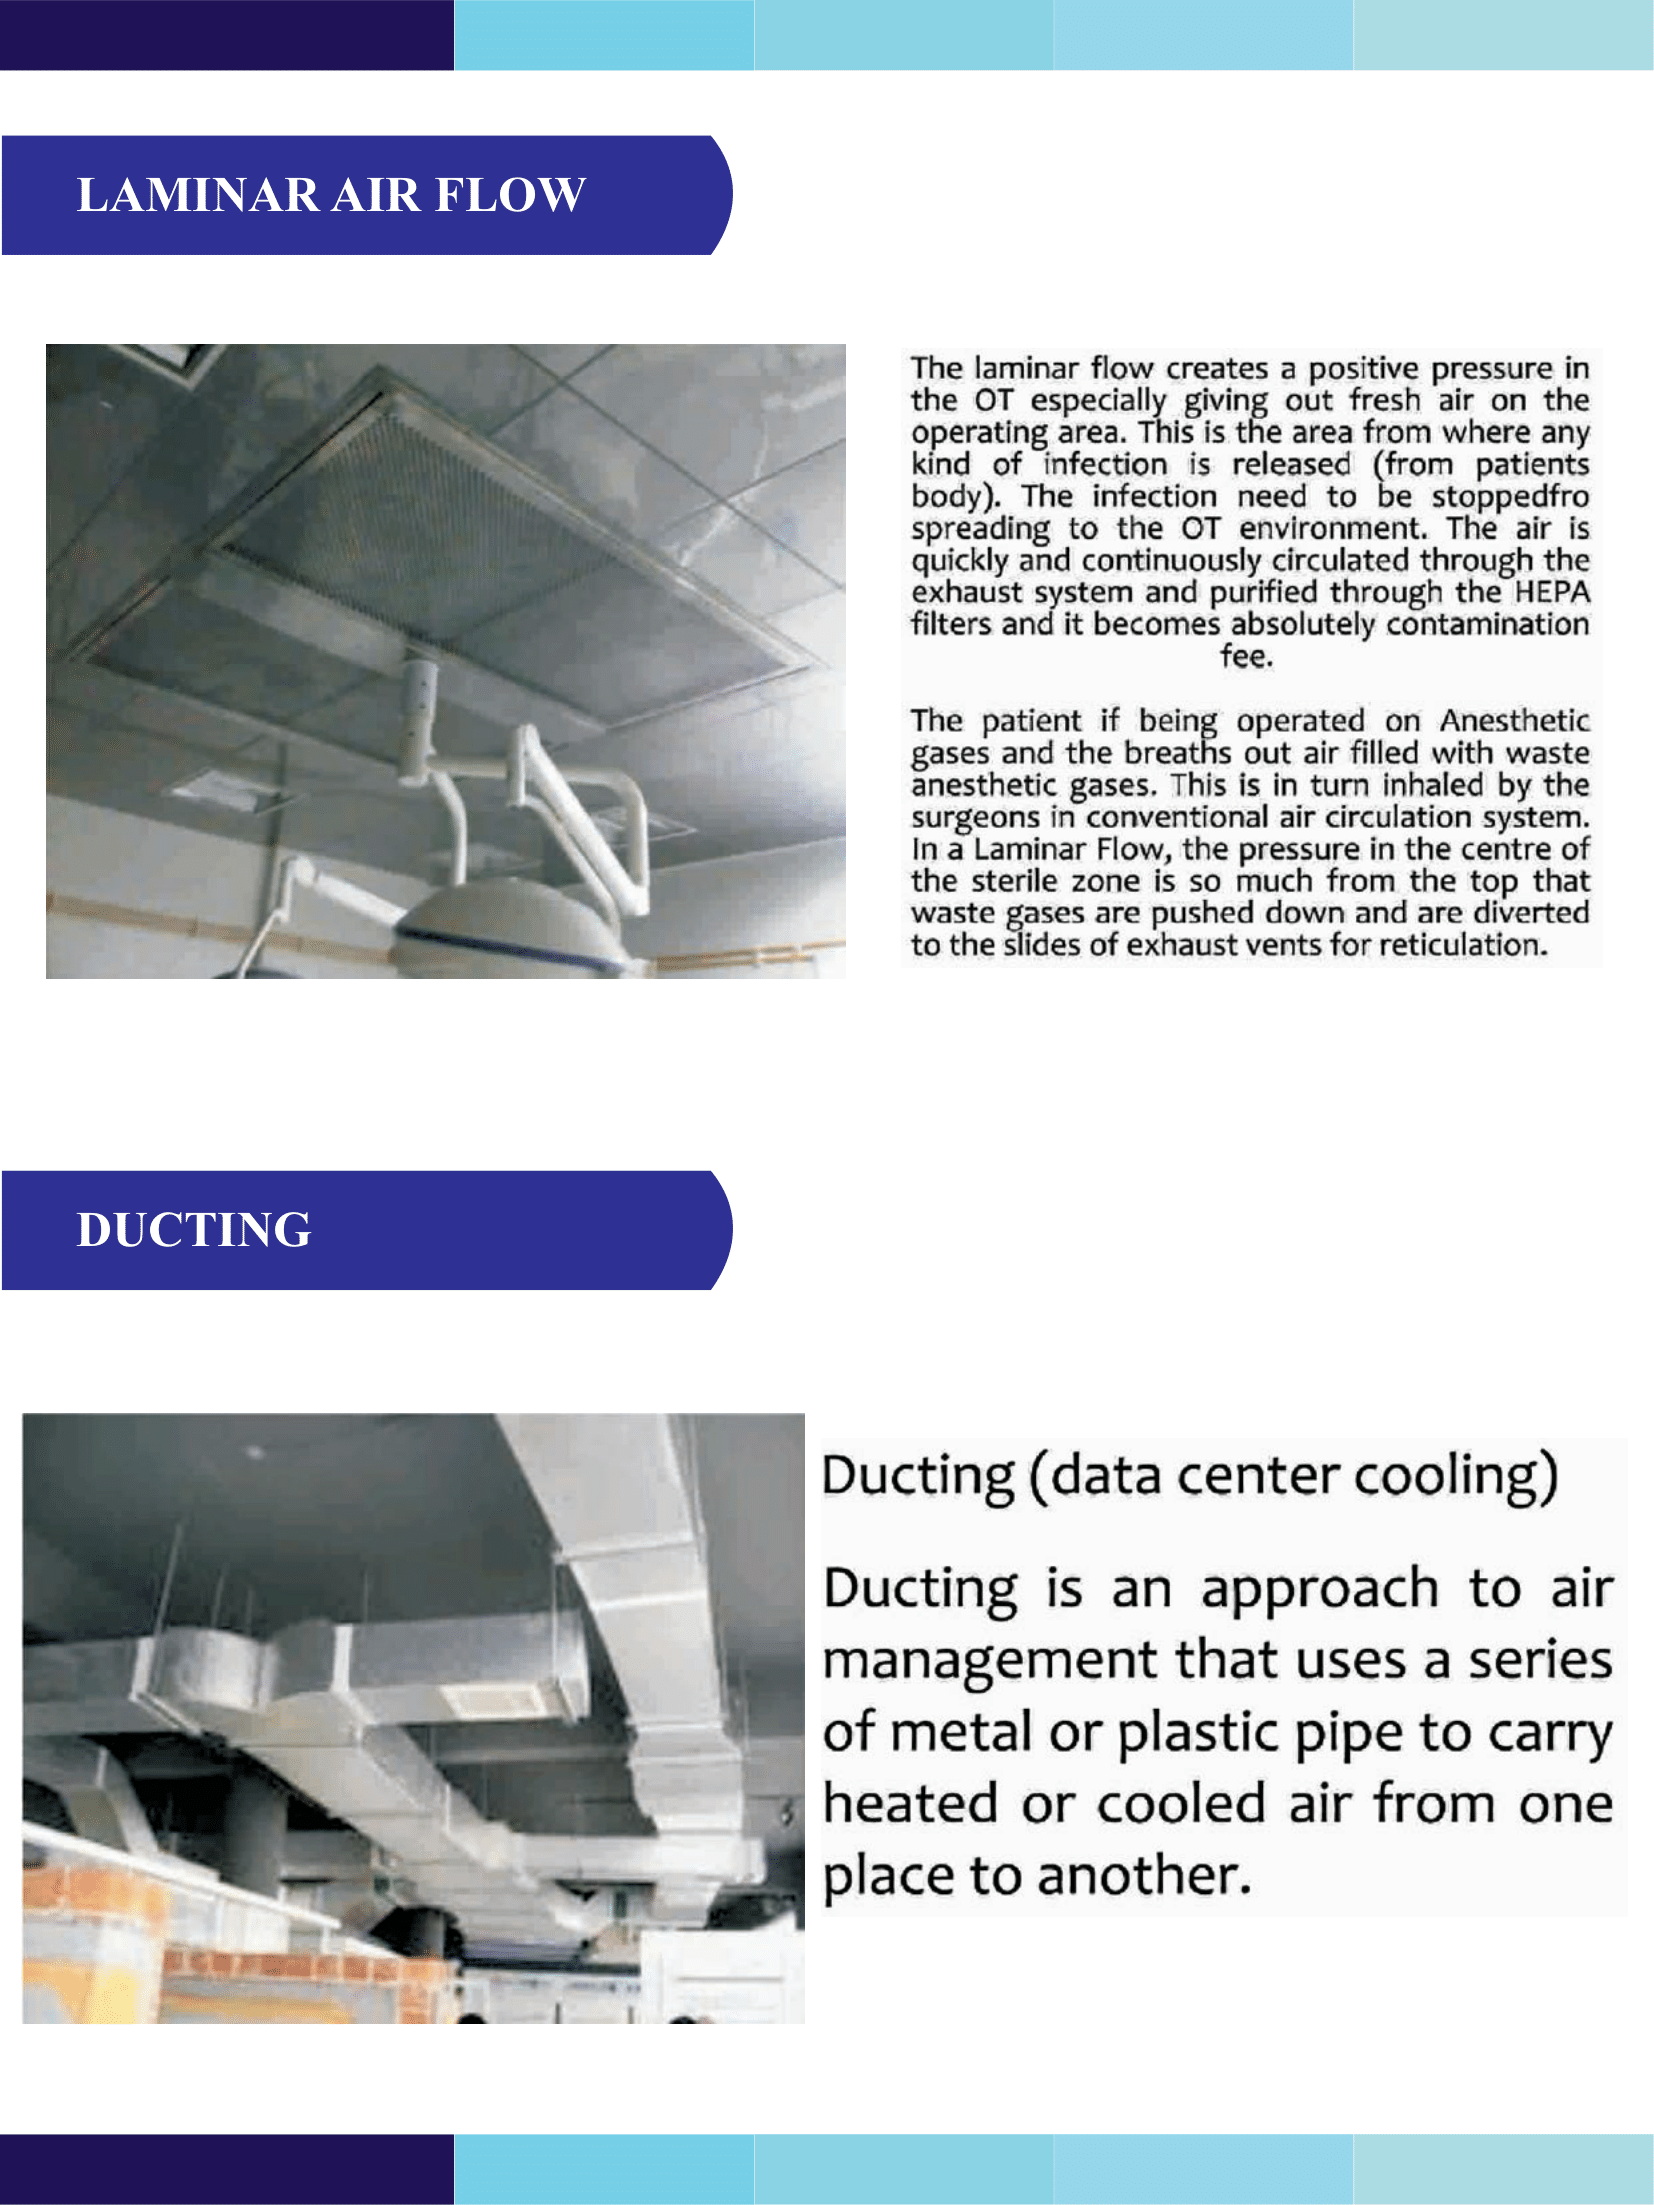 LAMINAR AIR FLOW
The laminar flow creates a positive pressure in
the OT especially giving out fresh air on the
operating area. This is the area from where any
kind of infection is released (from patients
body). The infection need to be stoppedfro
spreading to the OT environment. The air is
quickly and continuously circulated through the
exhaust system and purified through the HEPA
filters and it becomes absolutely contamination
fee.
The patient if being operated on Anesthetic
gases and the breaths out air filled with waste
anesthetic gases. This is in turn inhaled by the
surgeons in conventional air circulation system.
In a Laminar Flow, the pressure in the centre of
the sterile zone is so much from the top that
waste gases are pushed down and are diverted
to the slides of exhaust vents for reticulation.
DUCTING
Ducting (data center cooling)
Ducting is an approach to air
management that uses a series
of metal or plastic pipe to carry
heated or cooled air from one
place to another.